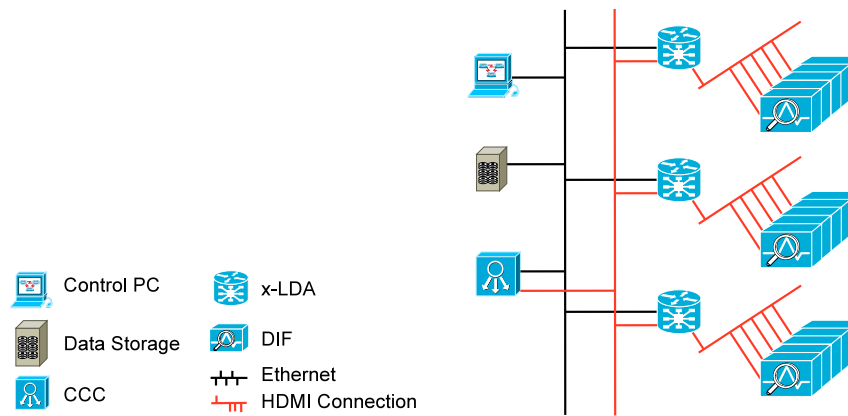 Control PC
x-LDA
Data Storage
DIF
CCC
Ethernet
HDMI Connection